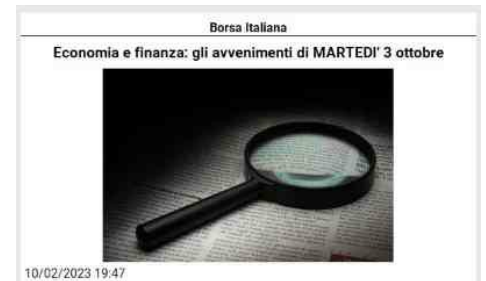 Borsa Italiana
Economia e finanza: gli avvenimenti di MARTEDI' 3 ottobre
10/02/2023 19:47